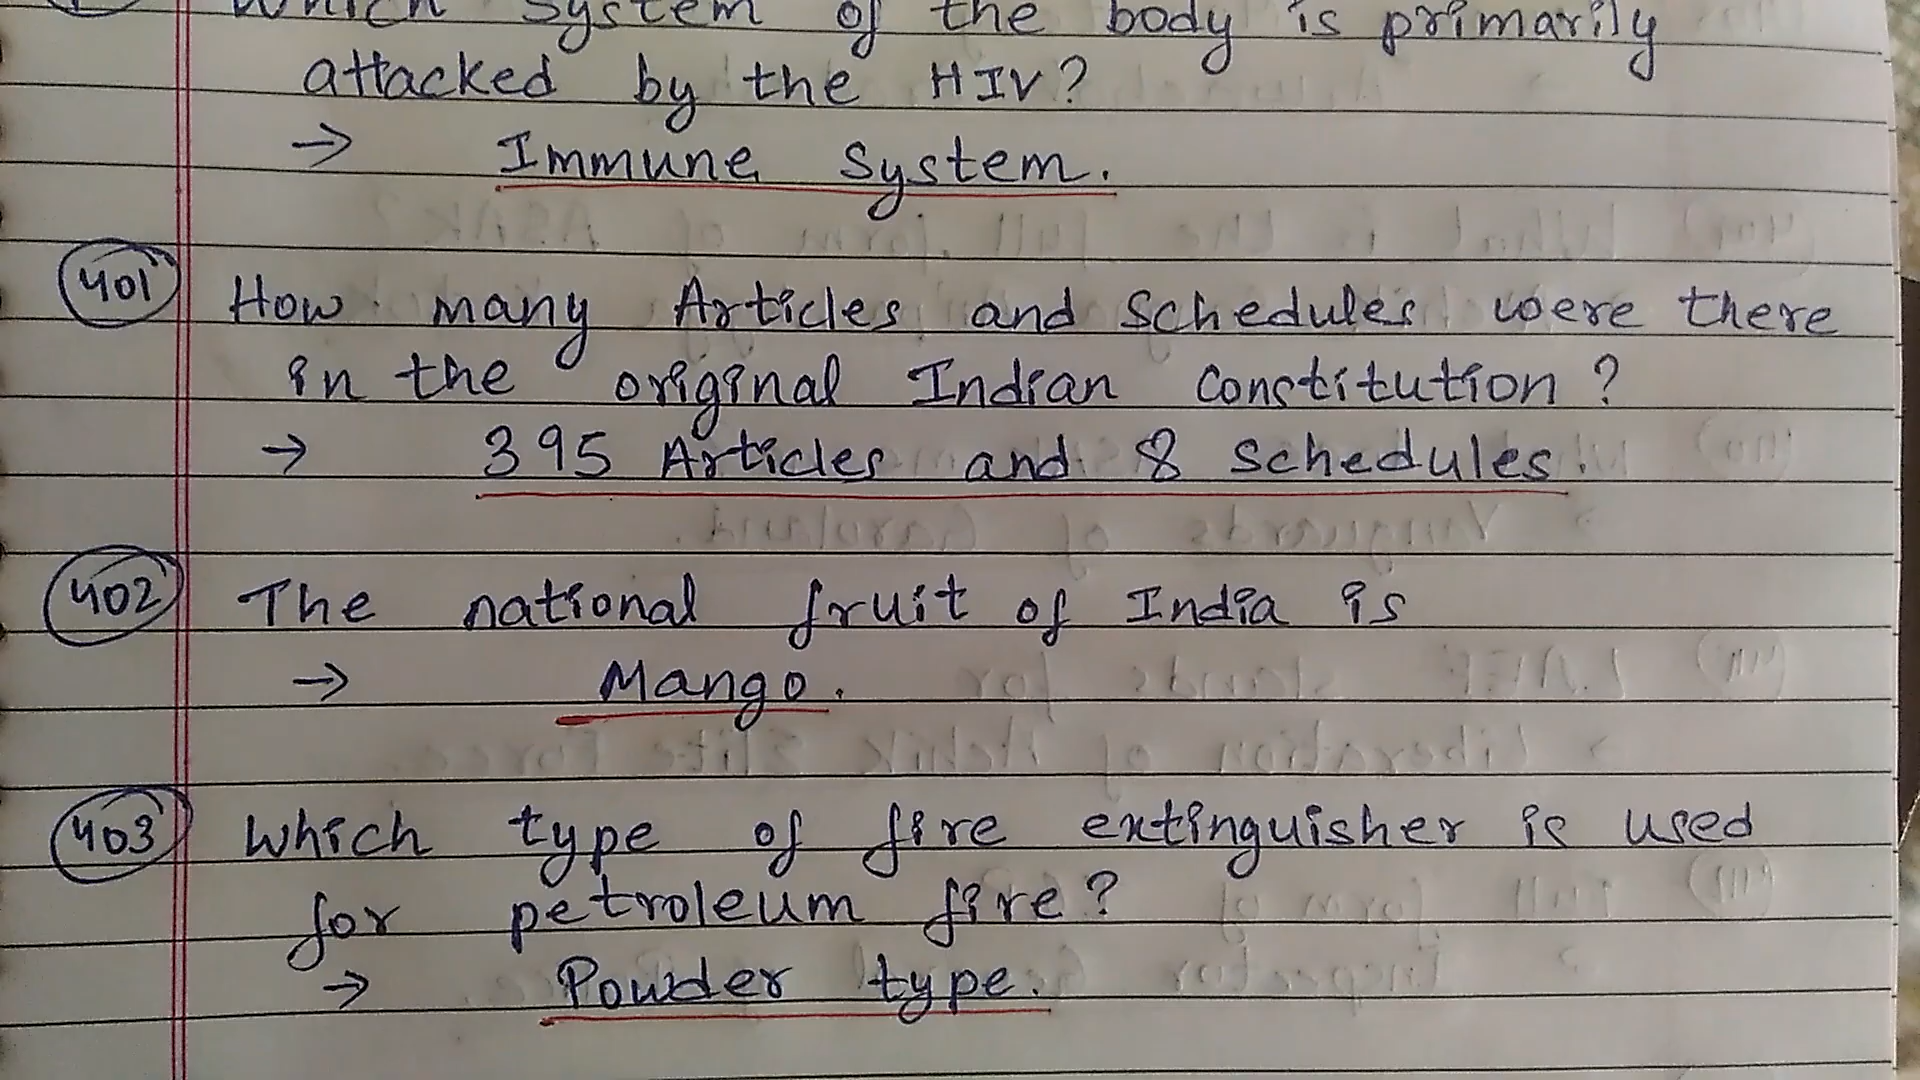 Which system of the body is primarily
attacked by the HIV?
→ Immune system.
401 How many Articles and schedules were there
in the original Indian constitution?
→ 395 Articles and 8 schedules.
402 The national fruit of India is
→ Mango.
403 which type of fire extinguisher is used
for petroleum fire?
→ Powder type.